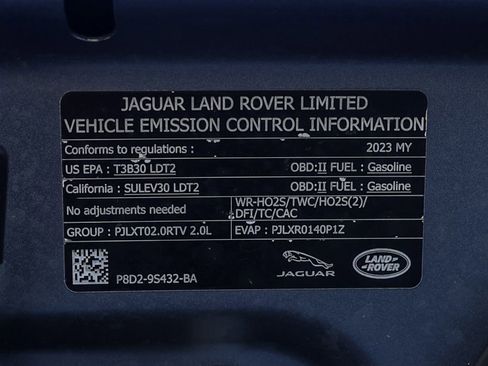 JAGUAR LAND ROVER LIMITED
VEHICLE EMISSION CONTROL INFORMATION
Conforms to regulations: 2023 MY
US EPA : T3B30 LDT2 OBD:II FUEL : Gasoline
California : SULEV30 LDT2 OBD:II FUEL : Gasoline
No adjustments needed WR-HO2S/TWC/HO2S(2)/
DFI/TC/CAC
GROUP : PJLXT02.0RTV 2.0L EVAP : PJLXR0140P1Z
P8D2-9S432-BA
JAGUAR
LAND
ROVER